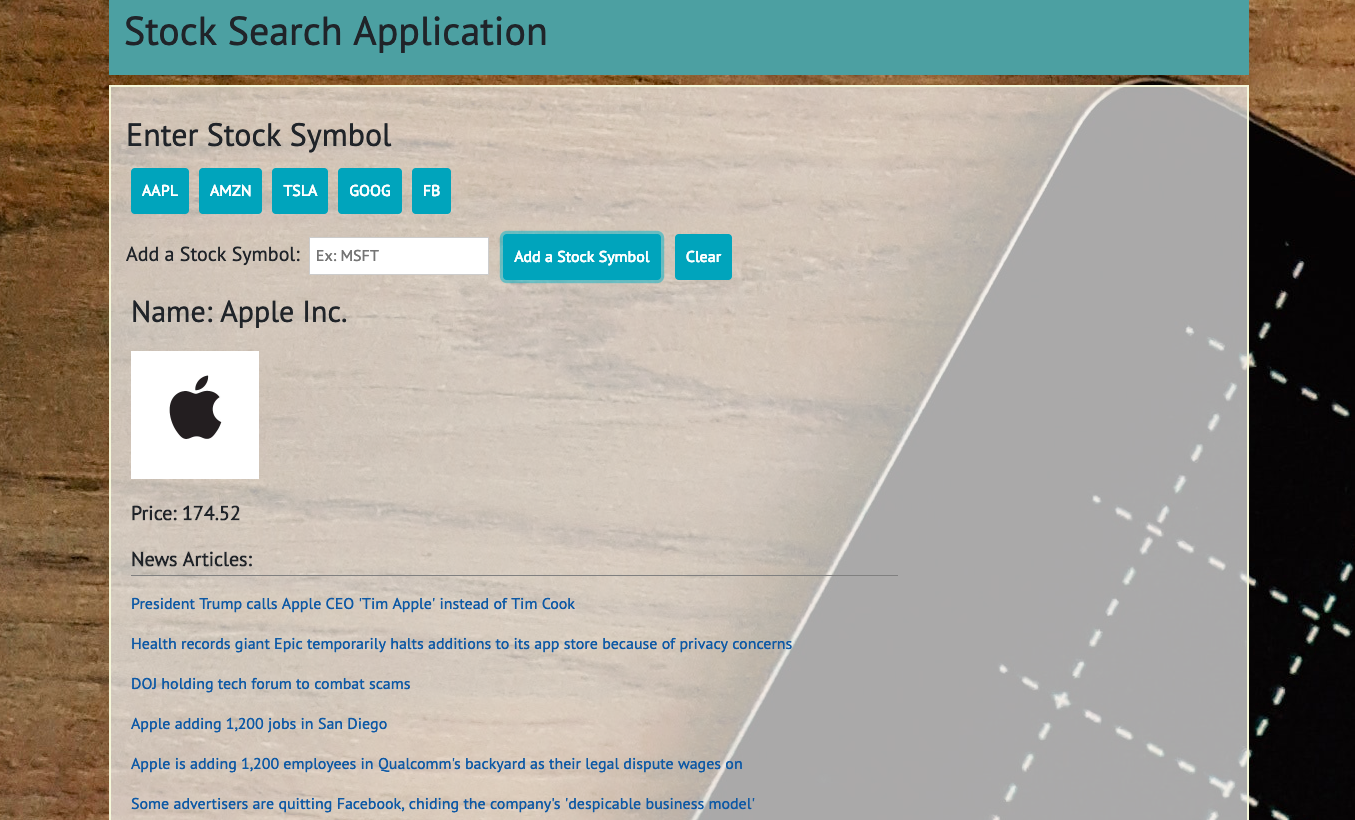 Stock Search Application
Enter Stock Symbol
AAPL AMZN TSLA GOOG FB
Add a Stock Symbol: Ex: MSFT Add a Stock Symbol Clear
Name: Apple Inc.
Price: 174.52
News Articles:
President Trump calls Apple CEO 'Tim Apple' instead of Tim Cook
Health records giant Epic temporarily halts additions to its app store because of privacy concerns
DOJ holding tech forum to combat scams
Apple adding 1,200 jobs in San Diego
Apple is adding 1,200 employees in Qualcomm's backyard as their legal dispute wages on
Some advertisers are quitting Facebook, chiding the company's 'despicable business model'